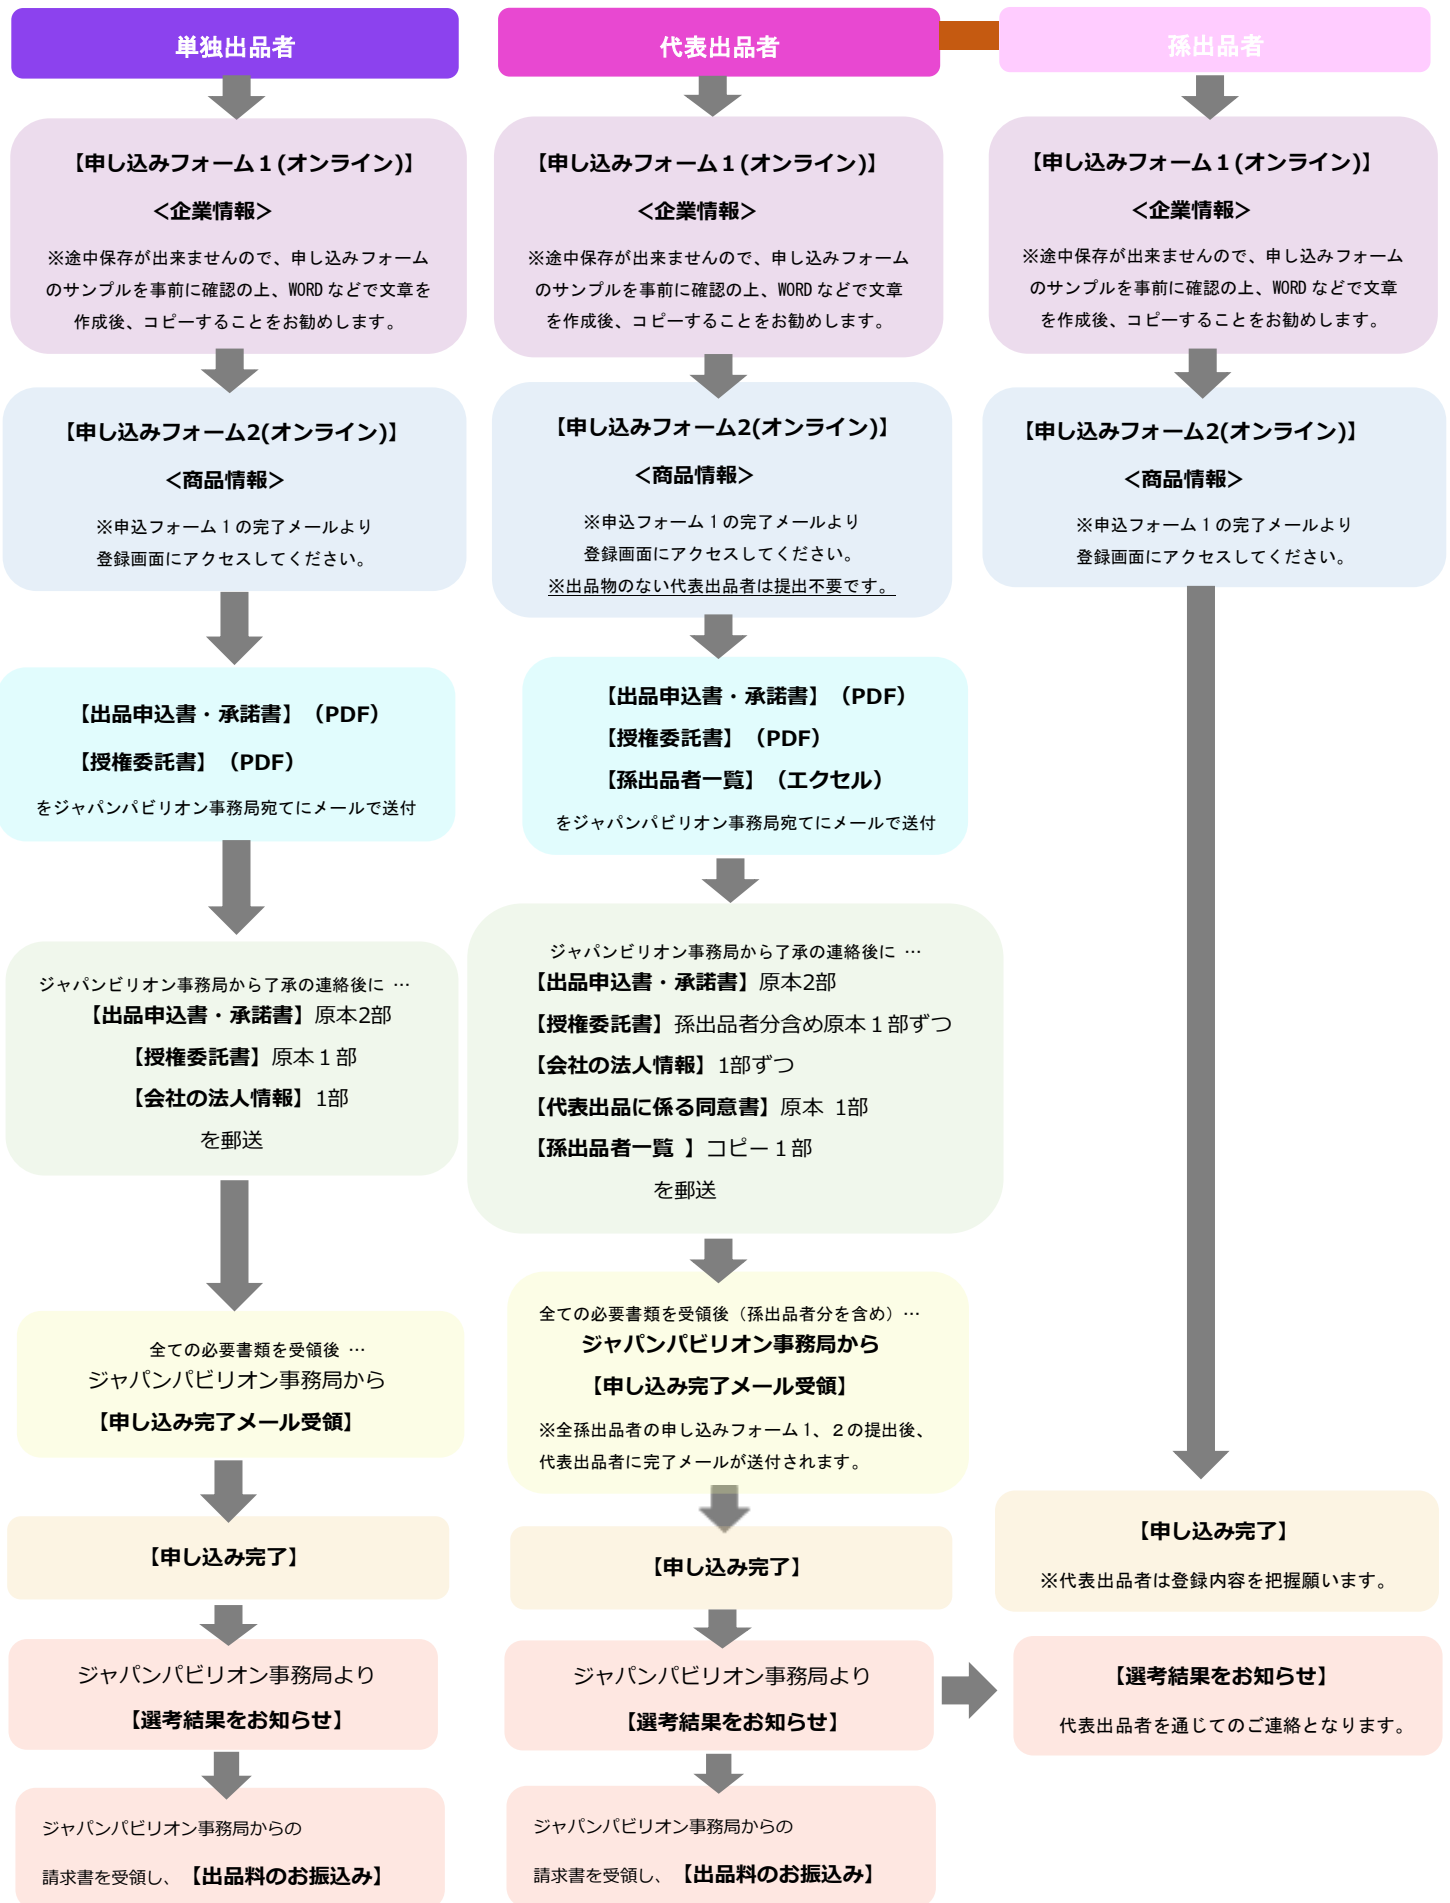 単独出品者
【申し込みフォーム１(オンライン)】
＜企業情報＞
※途中保存が出来ませんので、申し込みフォーム
のサンプルを事前に確認の上、WORDなどで文章を
作成後、コピーすることをお勧めします。
【申し込みフォーム2(オンライン)】
＜商品情報＞
※申込フォーム１の完了メールより
登録画面にアクセスしてください。
【出品申込書・承諾書】（PDF）
【授権委託書】（PDF）
をジャパンパビリオン事務局宛てにメールで送付
ジャパンビリオン事務局から了承の連絡後に …
【出品申込書・承諾書】原本2部
【授権委託書】原本１部
【会社の法人情報】1部
を郵送
全ての必要書類を受領後 …
ジャパンパビリオン事務局から
【申し込み完了メール受領】
【申し込み完了】
ジャパンパビリオン事務局より
【選考結果をお知らせ】
ジャパンパビリオン事務局からの
請求書を受領し、【出品料のお振込み】
代表出品者
【申し込みフォーム１(オンライン)】
＜企業情報＞
※途中保存が出来ませんので、申し込みフォーム
のサンプルを事前に確認の上、WORDなどで文章
を作成後、コピーすることをお勧めします。
【申し込みフォーム2(オンライン)】
＜商品情報＞
※申込フォーム１の完了メールより
登録画面にアクセスしてください。
※出品物のない代表出品者は提出不要です。
【出品申込書・承諾書】（PDF）
【授権委託書】（PDF）
【孫出品者一覧】（エクセル）
をジャパンパビリオン事務局宛てにメールで送付
ジャパンビリオン事務局から了承の連絡後に …
【出品申込書・承諾書】原本2部
【授権委託書】孫出品者分含め原本１部ずつ
【会社の法人情報】1部ずつ
【代表出品に係る同意書】原本 1部
【孫出品者一覧 】コピー１部
を郵送
全ての必要書類を受領後（孫出品者分を含め）…
ジャパンパビリオン事務局から
【申し込み完了メール受領】
※全孫出品者の申し込みフォーム1、２の提出後、
代表出品者に完了メールが送付されます。
【申し込み完了】
ジャパンパビリオン事務局より
【選考結果をお知らせ】
ジャパンパビリオン事務局からの
請求書を受領し、【出品料のお振込み】
孫出品者
【申し込みフォーム１(オンライン)】
＜企業情報＞
※途中保存が出来ませんので、申し込みフォーム
のサンプルを事前に確認の上、WORDなどで文章
を作成後、コピーすることをお勧めします。
【申し込みフォーム2(オンライン)】
＜商品情報＞
※申込フォーム１の完了メールより
登録画面にアクセスしてください。
【申し込み完了】
※代表出品者は登録内容を把握願います。
【選考結果をお知らせ】
代表出品者を通じてのご連絡となります。